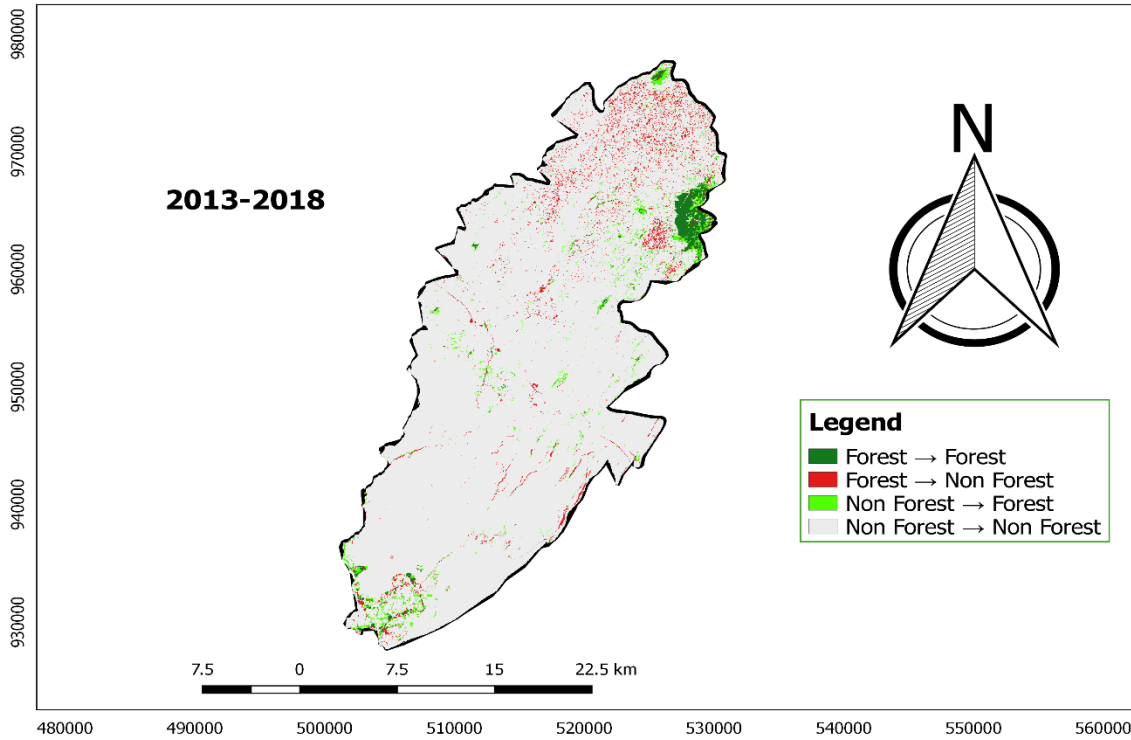 980000
970000
960000
950000
940000
930000
2013-2018
N
Legend
Forest → Forest
Forest → Non Forest
Non Forest → Forest
Non Forest → Non Forest
7.5 0 7.5 15 22.5 km
480000 490000 500000 510000 520000 530000 540000 550000 560000